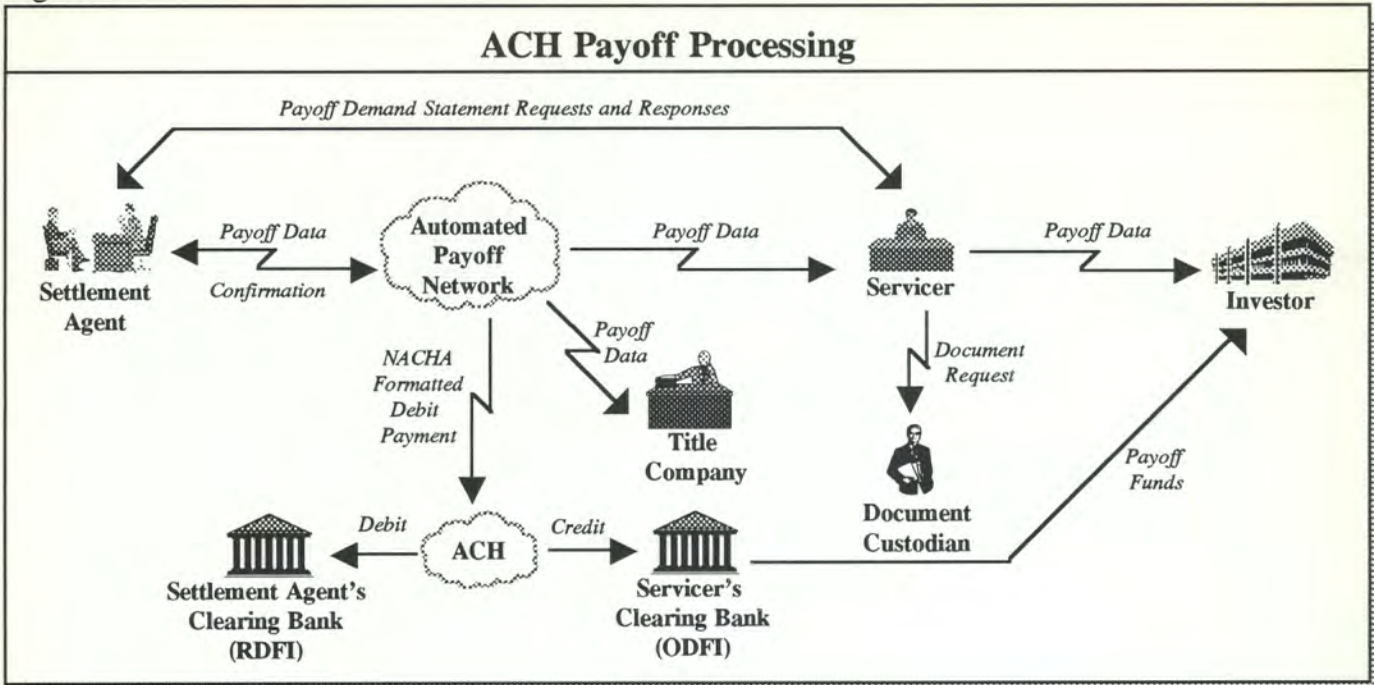 ACH Payoff Processing
Payoff Demand Statement Requests and Responses
Settlement
Agent
Payoff Data
Confirmation
Automated
Payoff
Network
Payoff Data
Servicer
Payoff Data
Investor
NACHA
Formatted
Debit
Payment
Payoff
Data
Title
Company
Document
Request
Document
Custodian
Payoff
Funds
Settlement Agent's
Clearing Bank
(RDFI)
Debit
ACH
Credit
Servicer's
Clearing Bank
(ODFI)